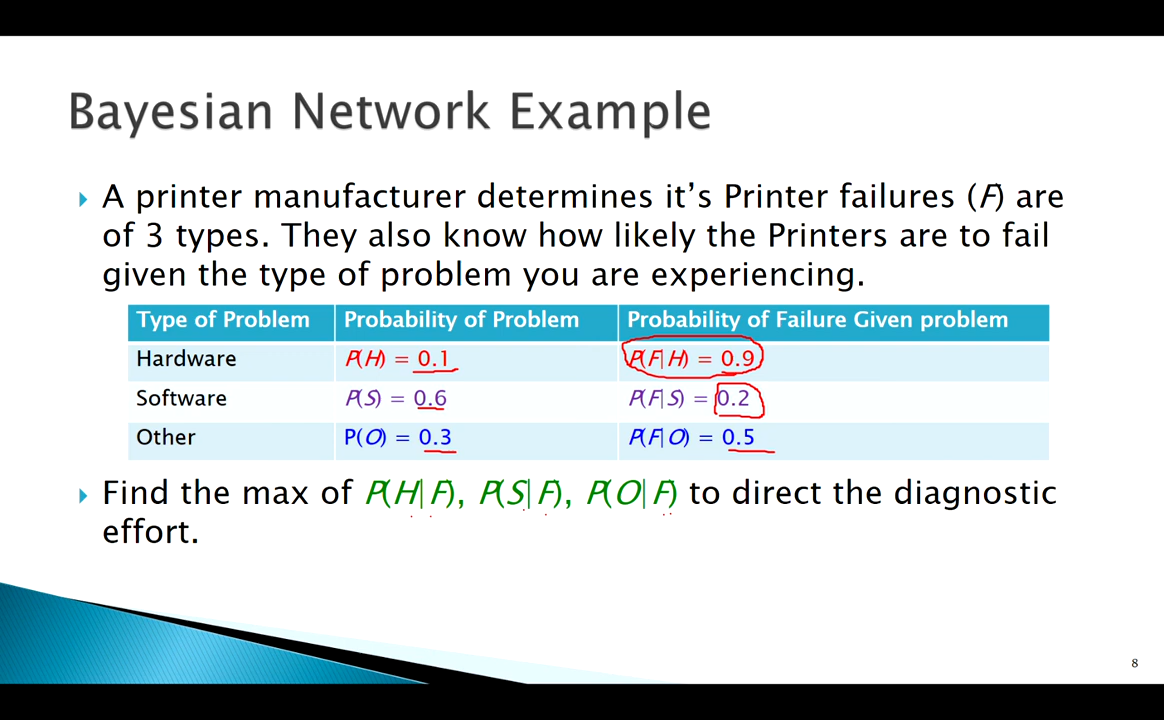 Bayesian Network Example
A printer manufacturer determines it's Printer failures (F) are
of 3 types. They also know how likely the Printers are to fail
given the type of problem you are experiencing.
Type of Problem Probability of Problem Probability of Failure Given problem
Hardware P(H) = 0.1 P(F|H) = 0.9
Software P(S) = 0.6 P(F|S) = 0.2
Other P(O) = 0.3 P(F|O) = 0.5
Find the max of P(H|F), P(S|F), P(O|F) to direct the diagnostic
effort.
8